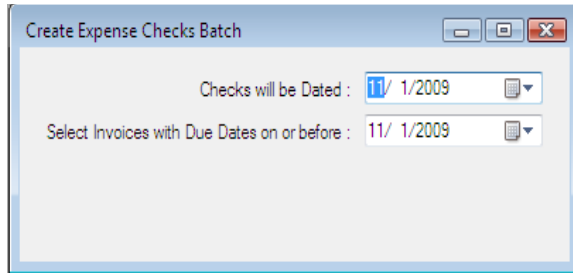 Create Expense Checks Batch
Checks will be Dated : 11/ 1/2009
Select Invoices with Due Dates on or before : 11/ 1/2009